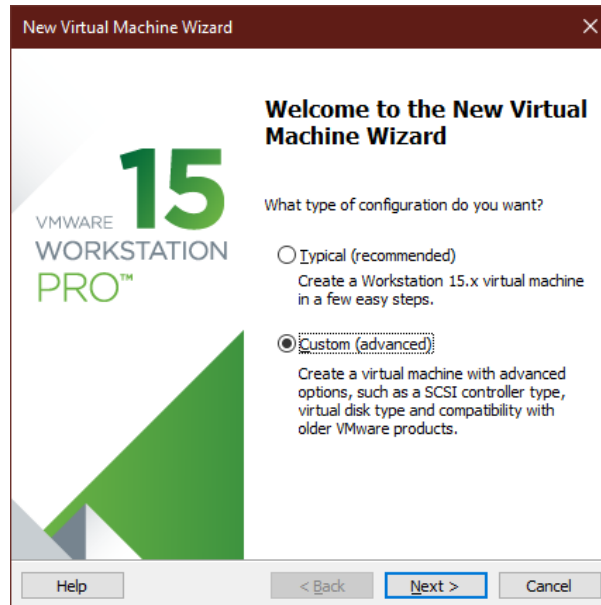 New Virtual Machine Wizard
Welcome to the New Virtual
Machine Wizard
15
VMWARE
WORKSTATION
PRO™
What type of configuration do you want?
Typical (recommended)
Create a Workstation 15.x virtual machine
in a few easy steps.
Custom (advanced)
Create a virtual machine with advanced
options, such as a SCSI controller type,
virtual disk type and compatibility with
older VMware products.
Help
< Back
Next >
Cancel